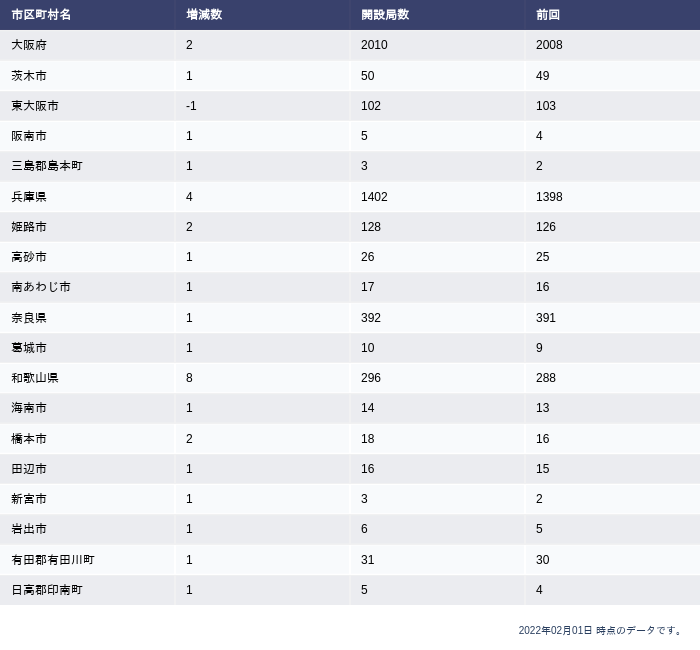 市区町村名 増減数 開設局数 前回
大阪府 2 2010 2008
茨木市 1 50 49
東大阪市 -1 102 103
阪南市 1 5 4
三島郡島本町 1 3 2
兵庫県 4 1402 1398
姫路市 2 128 126
高砂市 1 26 25
南あわじ市 1 17 16
奈良県 1 392 391
葛城市 1 10 9
和歌山県 8 296 288
海南市 1 14 13
橋本市 2 18 16
田辺市 1 16 15
新宮市 1 3 2
岩出市 1 6 5
有田郡有田川町 1 31 30
日高郡印南町 1 5 4
2022年02月01日 時点のデータです。